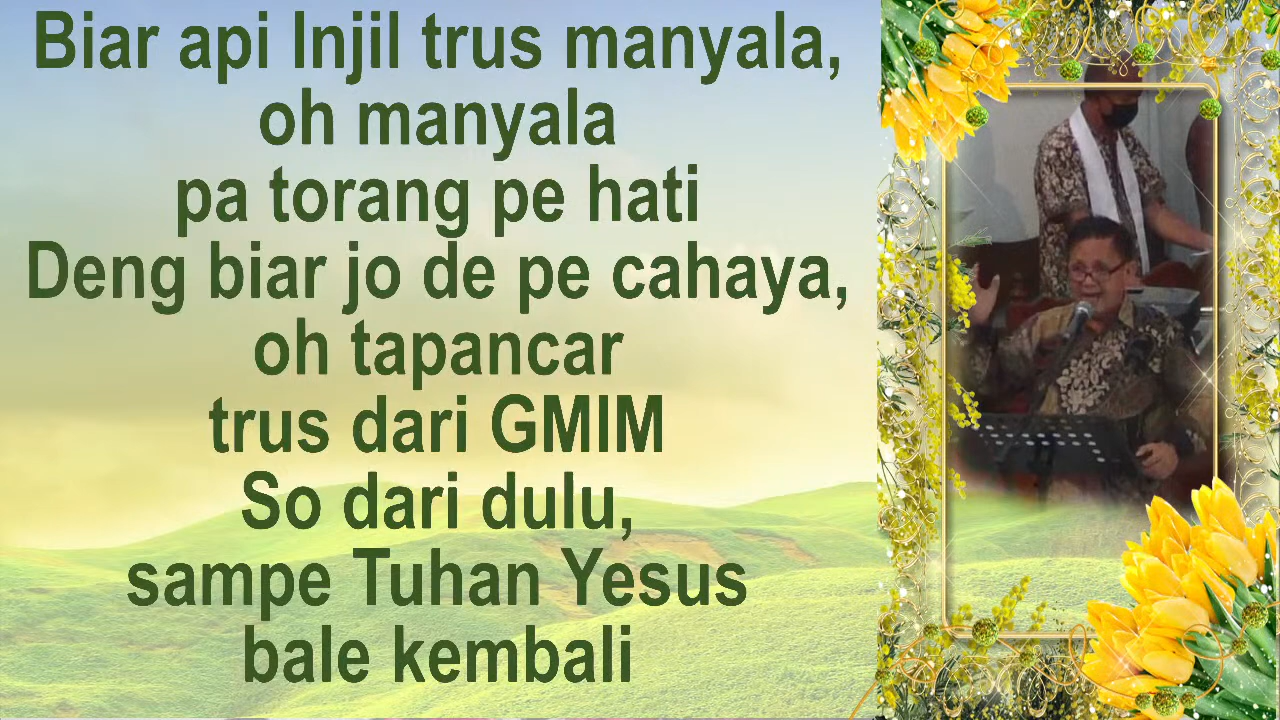 Biar api Injil trus manyala,
oh manyala
pa torang pe hati
Deng biar jo de pe cahaya,
oh tapancar
trus dari GMIM
So dari dulu,
sampe Tuhan Yesus
bale kembali